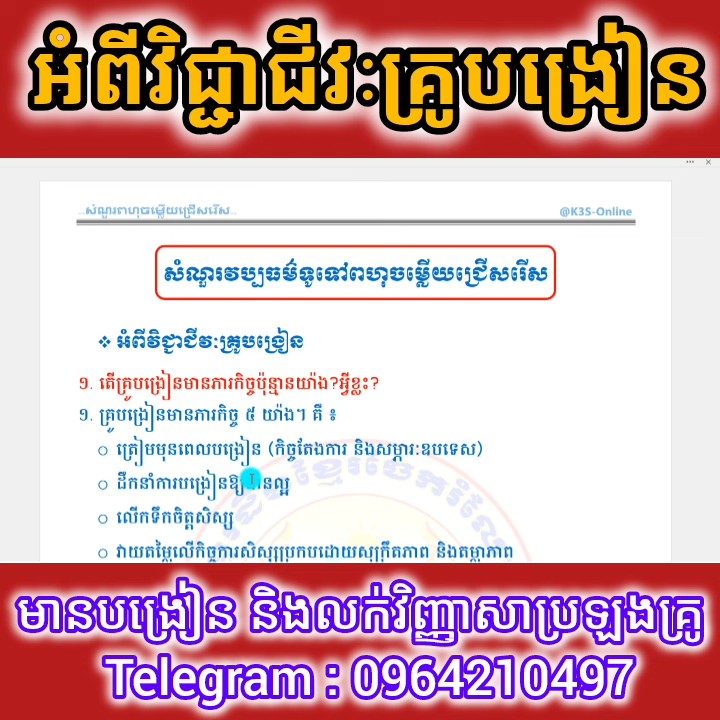 អំពីវិជ្ជាជីវៈគ្រូបង្រៀន
..សំណួរពហុចម្លើយជ្រើសរើស..
@K3S-Online
សំណួរវប្បធម៌ទូទៅពហុចម្លើយជ្រើសរើស
❖ អំពីវិជ្ជាជីវៈគ្រូបង្រៀន
១. តើគ្រូបង្រៀនមានភារកិច្ចប៉ុន្មានយ៉ាង?អ្វីខ្លះ?
១. គ្រូបង្រៀនមានភារកិច្ច ៥ យ៉ាង។ គឺ ៖
○ ត្រៀមមុនពេលបង្រៀន (កិច្ចតែងការ និងសម្ភារៈឧបទេស)
○ ដឹកនាំការបង្រៀនឱ្យបានល្អ
○ លើកទឹកចិត្តសិស្ស
○ វាយតម្លៃលើកិច្ចការសិស្សប្រកបដោយសុក្រឹតភាព និងតម្លាភាព
មានបង្រៀន និងលក់វិញ្ញាសាប្រឡងគ្រូ
Telegram : 0964210497